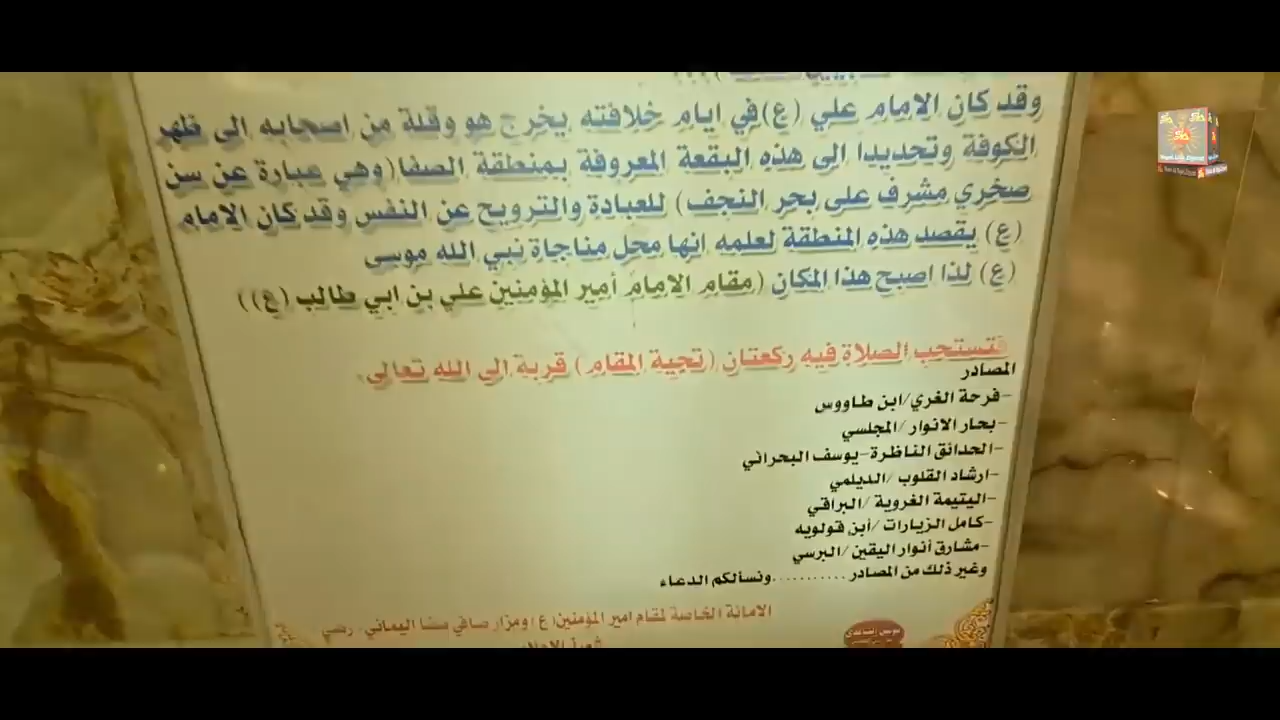 وقد كان الامام علي (ع)في ايام خلافته يخرج هو وقلة من اصحابه الى ظهر
الكوفة وتحديدا الى هذه البقعة المعروفة بمنطقة الصفا(وهي عبارة عن سن
صخري مشرف على بحر النجف) للعبادة والترويح عن النفس وقد كان الامام
(ع) يقصد هذه المنطقة لعلمه انها محل مناجاة نبي الله موسى
(ع) لذا اصبح هذا المكان (مقام الامام أمير المؤمنين علي بن ابي طالب (ع))
فتستحب الصلاة فيه ركعتان (تحية المقام) قربة الى الله تعالى.
المصادر
-فرحة الغري/ابن طاووس
-بحار الانوار /المجلسي
-الحدائق الناظرة-يوسف البحراني
-ارشاد القلوب /الديلمي
-اليتيمة الغروية /البراقي
-كامل الزيارات /أبن قولويه
-مشارق أنوار اليقين /البرسي
وغير ذلك من المصادر ..........ونسألكم الدعاء
الامانة الخاصة لمقام امير المؤمنين(ع)ومزار صافي صفا اليماني